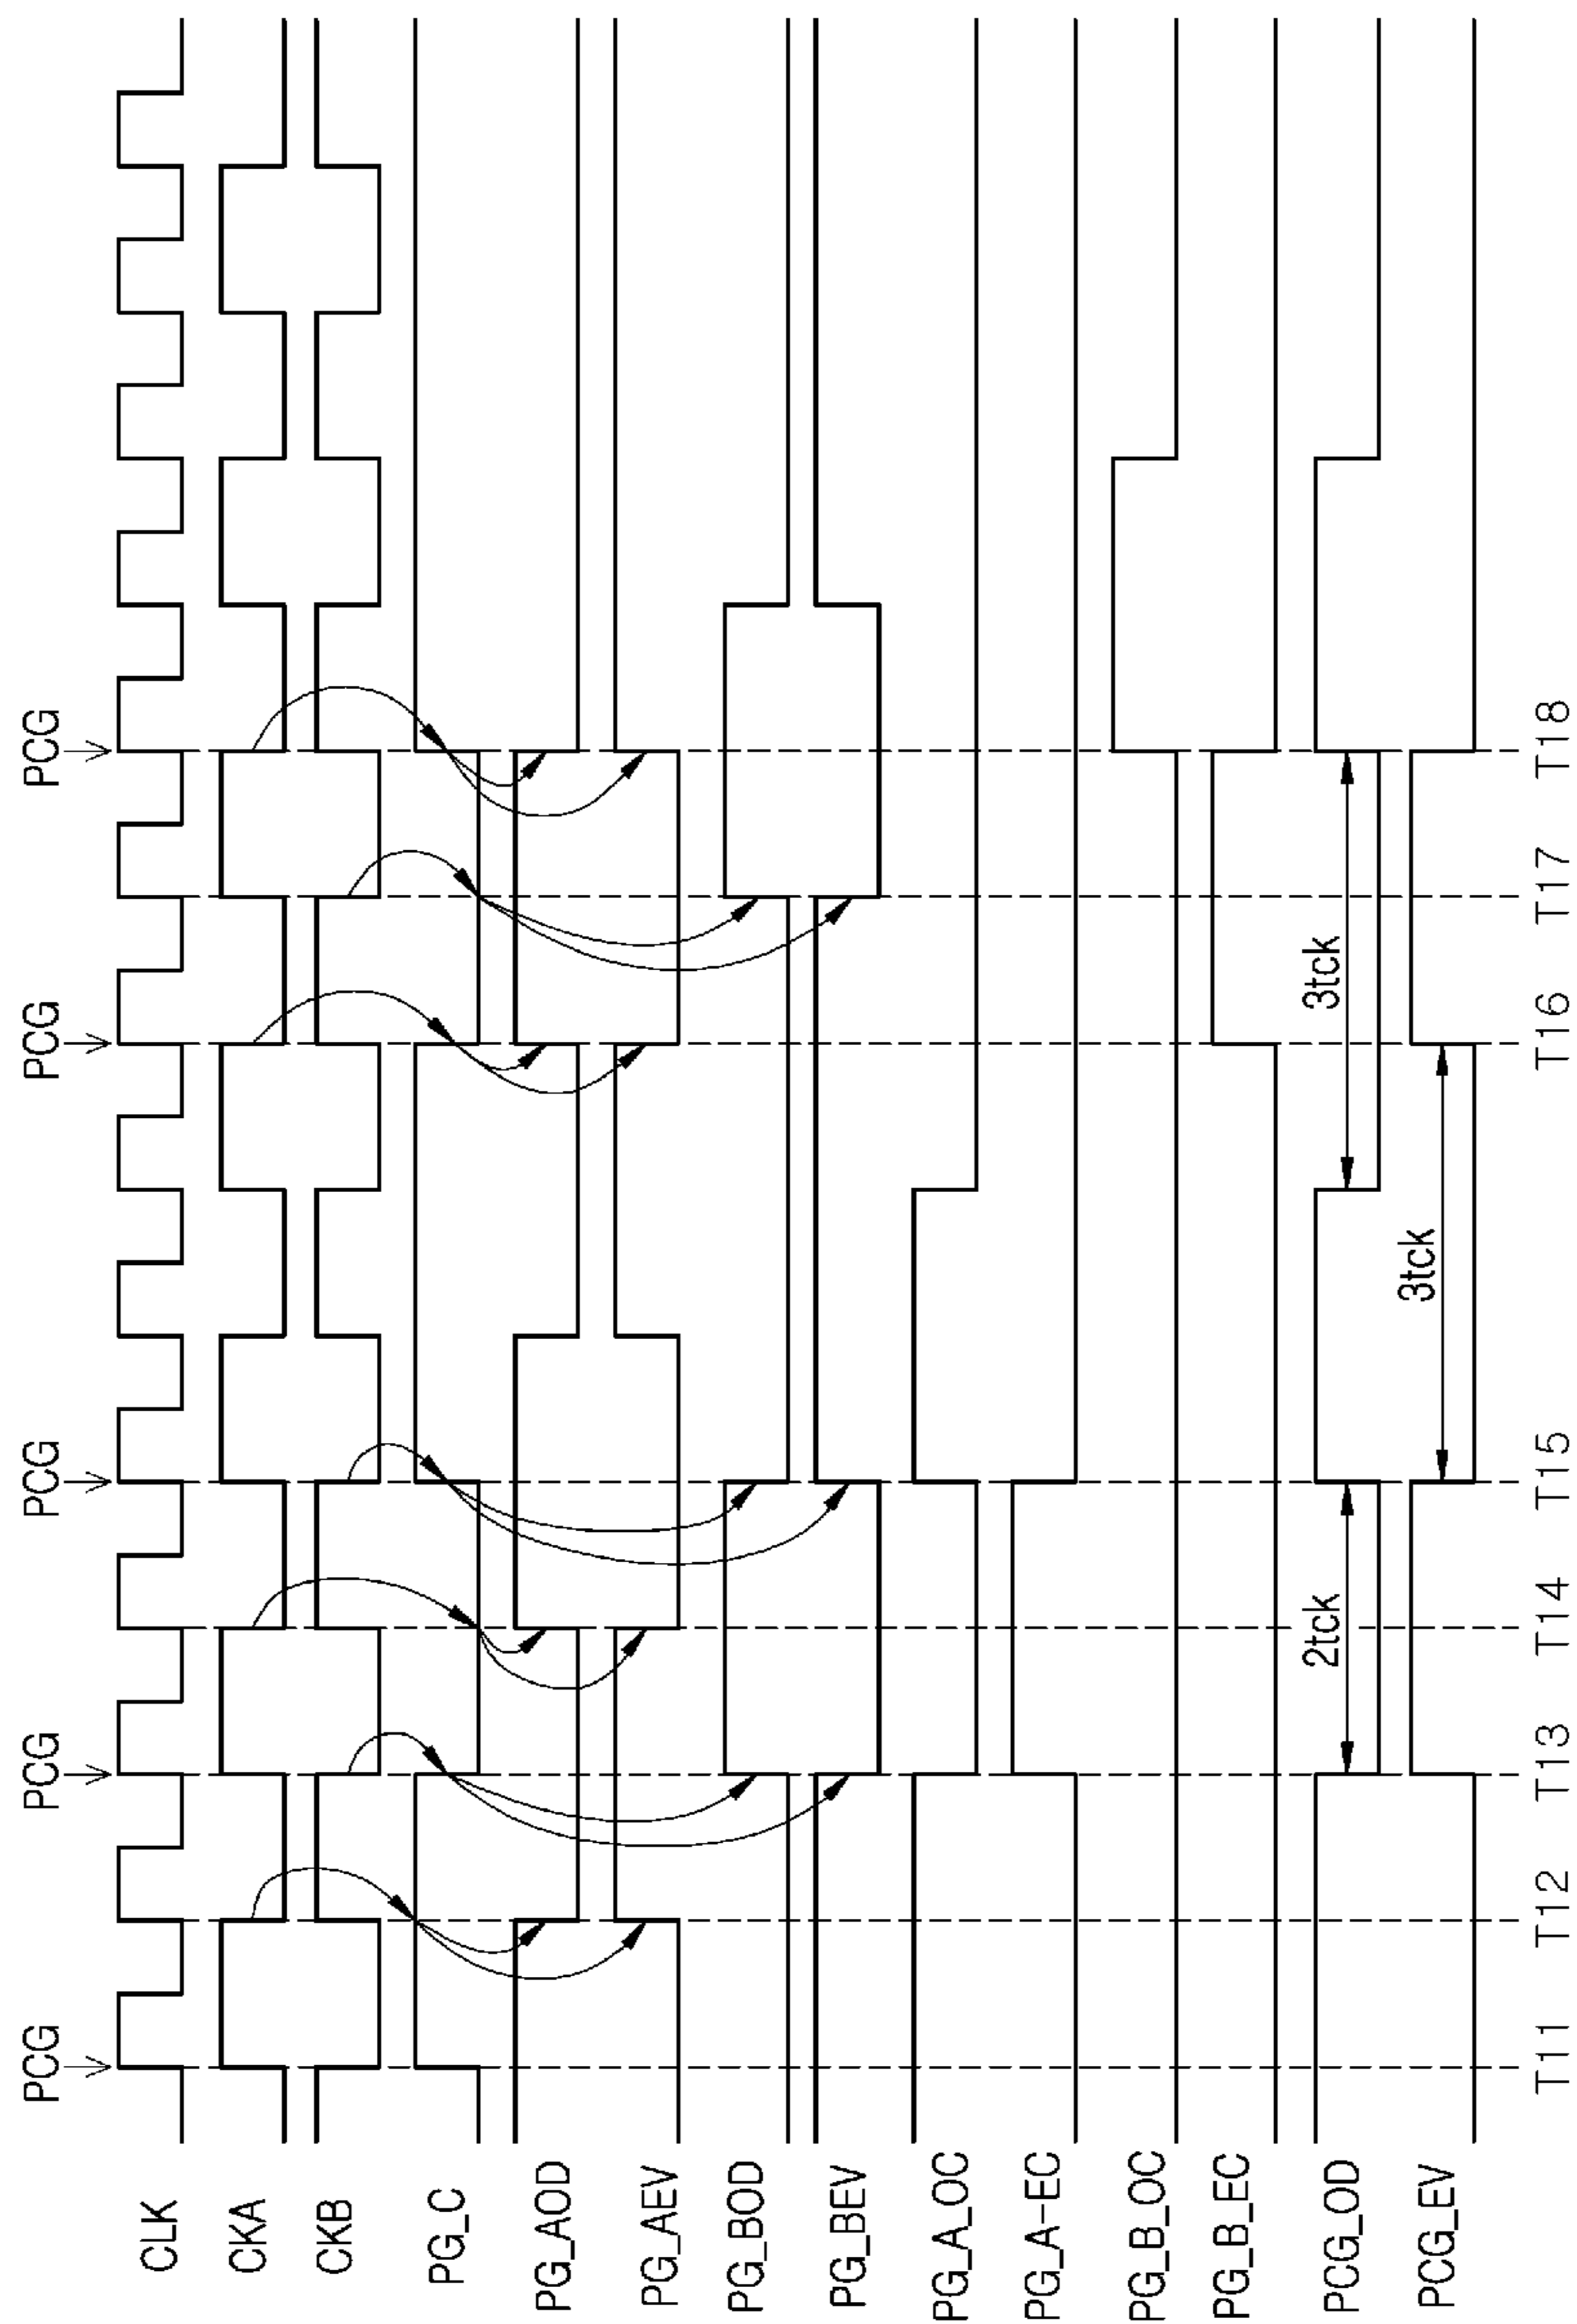 PCG
PCG
PCG
PCG
PCG
CLK
CKA
CKB
PG_C
PG_AOD
PG_AEV
PG_BOD
PG_BEV
PG_A_OC
PG_A-EC
PG_B_OC
PG_B_EC
PCG_OD
2tck
3tck
PCG_EV
3tck
T11
T12
T13
T14
T15
T16
T17
T18